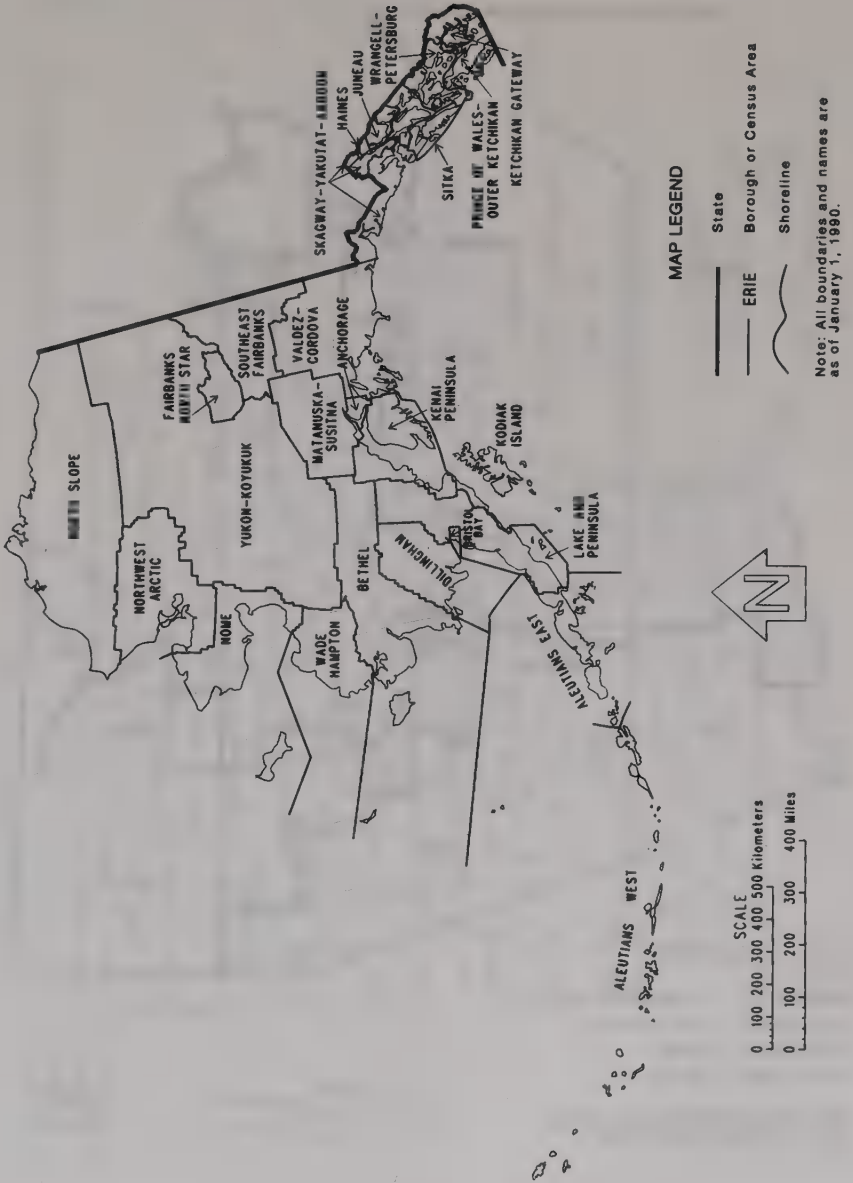 SLOPE
NORTHWEST
ARCTIC
NOME
YUKON-KOYUKUK
FAIRBANKS
STAR
SOUTHEAST
FAIRBANKS
WADE
HAMPTON
BETHEL
MATANUSKA-
SUSITNA
VALDEZ-
CORDOVA
ANCHORAGE
KENAI
PENINSULA
DILLINGHAM
BRISTOL
BAY
KODIAK
ISLAND
LAKE
PENINSULA
ALEUTIANS EAST
ALEUTIANS WEST
SKAGWAY-YAKUTAT-
HAINES
JUNEAU
WRANGELL-
PETERSBURG
SITKA
WALES-
OUTER KETCHIKAN
KETCHIKAN GATEWAY
MAP LEGEND
State
ERIE Borough or Census Area
Shoreline
Note: All boundaries and names are
as of January 1, 1990.
N
SCALE
0 100 200 300 400 500 Kilometers
0 100 200 300 400 Miles